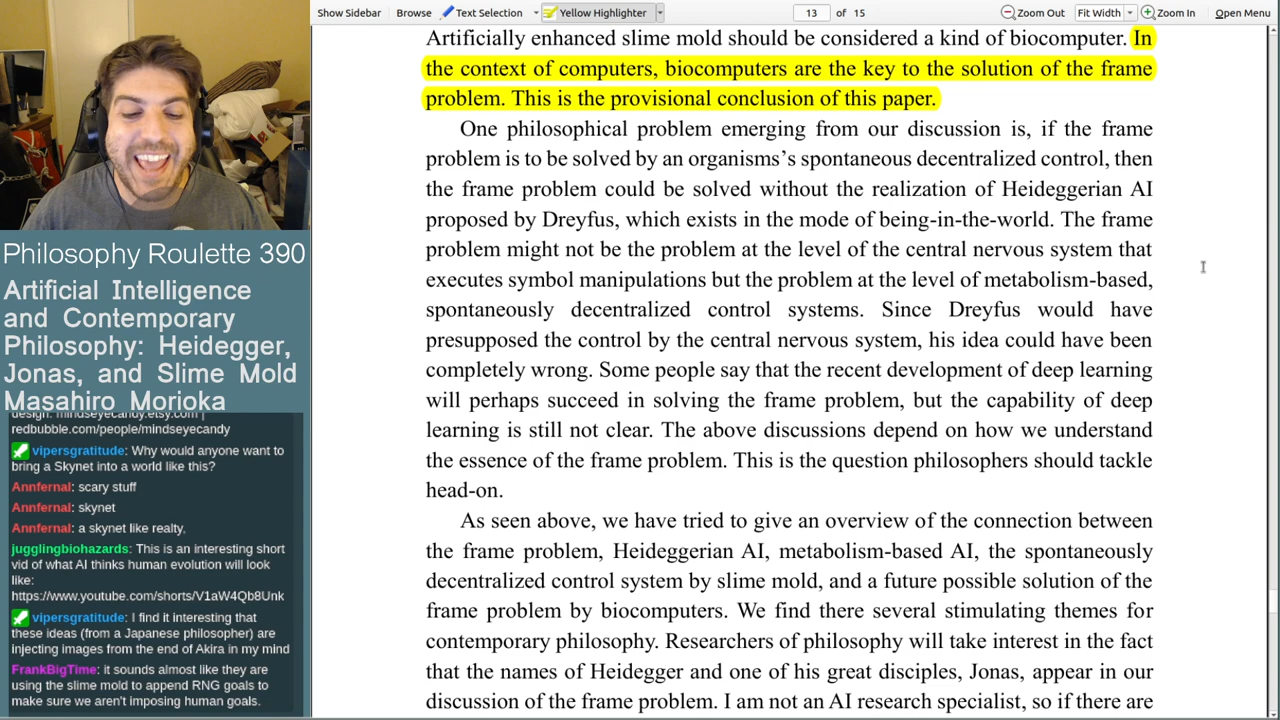 Show Sidebar Browse Text Selection Yellow Highlighter 13 of 15 Zoom Out Fit Width Zoom In Open Menu
Artificially enhanced slime mold should be considered a kind of biocomputer. In
the context of computers, biocomputers are the key to the solution of the frame
problem. This is the provisional conclusion of this paper.
One philosophical problem emerging from our discussion is, if the frame
problem is to be solved by an organisms's spontaneous decentralized control, then
the frame problem could be solved without the realization of Heideggerian AI
proposed by Dreyfus, which exists in the mode of being-in-the-world. The frame
problem might not be the problem at the level of the central nervous system that
executes symbol manipulations but the problem at the level of metabolism-based,
spontaneously decentralized control systems. Since Dreyfus would have
presupposed the control by the central nervous system, his idea could have been
completely wrong. Some people say that the recent development of deep learning
will perhaps succeed in solving the frame problem, but the capability of deep
learning is still not clear. The above discussions depend on how we understand
the essence of the frame problem. This is the question philosophers should tackle
head-on.
As seen above, we have tried to give an overview of the connection between
the frame problem, Heideggerian AI, metabolism-based AI, the spontaneously
decentralized control system by slime mold, and a future possible solution of the
frame problem by biocomputers. We find there several stimulating themes for
contemporary philosophy. Researchers of philosophy will take interest in the fact
that the names of Heidegger and one of his great disciples, Jonas, appear in our
discussion of the frame problem. I am not an AI research specialist, so if there are
Philosophy Roulette 390
Artificial Intelligence
and Contemporary
Philosophy: Heidegger,
Jonas, and Slime Mold
Masahiro Morioka
design: mindseyecandy.etsy.com |
redbubble.com/people/mindseyecandy
vipersgratitude: Why would anyone want to
bring a Skynet into a world like this?
Annfernal: scary stuff
Annfernal: skynet
Annfernal: a skynet like realty,
jugglingbiohazards: This is an interesting short
vid of what AI thinks human evolution will look
like:
https://www.youtube.com/shorts/V1aW4Qb8Unk
vipersgratitude: I find it interesting that
these ideas (from a Japanese philosopher) are
injecting images from the end of Akira in my mind
FrankBigTime: it sounds almost like they are
using the slime mold to append RNG goals to
make sure we aren't imposing human goals.